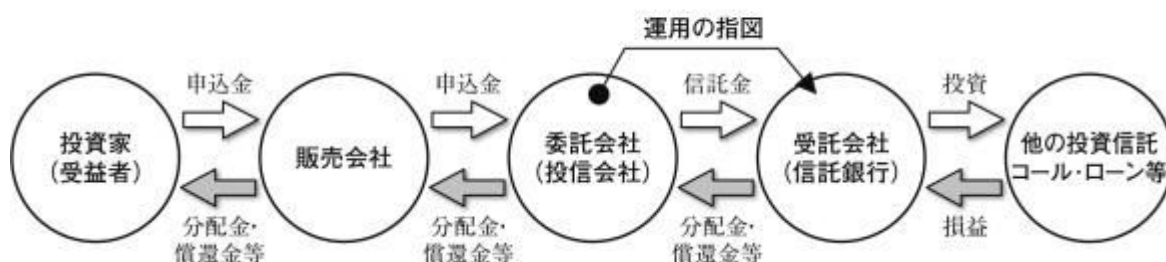 運用の指図
申込金
申込金
信託金
投資
投資家
(受益者)
販売会社
委託会社
(投信会社)
受託会社
(信託銀行)
他の投資信託
コール・ローン等
分配金・
償還金等
分配金・
償還金等
分配金・
償還金等
損益